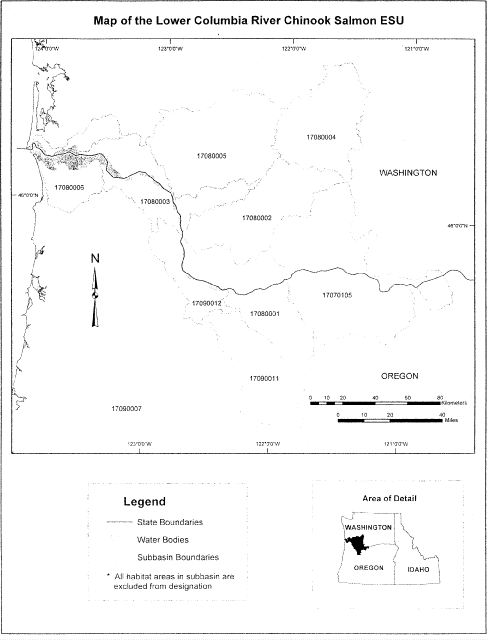 Map of the Lower Columbia River Chinook Salmon ESU
124°0'0"W 123°0'0"W 122°0'0"W 121°0'0"W
17080004
17080005
WASHINGTON
17080006
46°0'0"N
17080003
17080002
46°0'0"N
N
17090012
17080001
17070105
17090011
OREGON
0 5 10 20 40 60 80
Kilometers
0 10 20 40
Miles
17090007
123°0'0"W 122°0'0"W 121°0'0"W
Legend
State Boundaries
Water Bodies
Subbasin Boundaries
* All habitat areas in subbasin are
excluded from designation
Area of Detail
WASHINGTON
OREGON
IDAHO